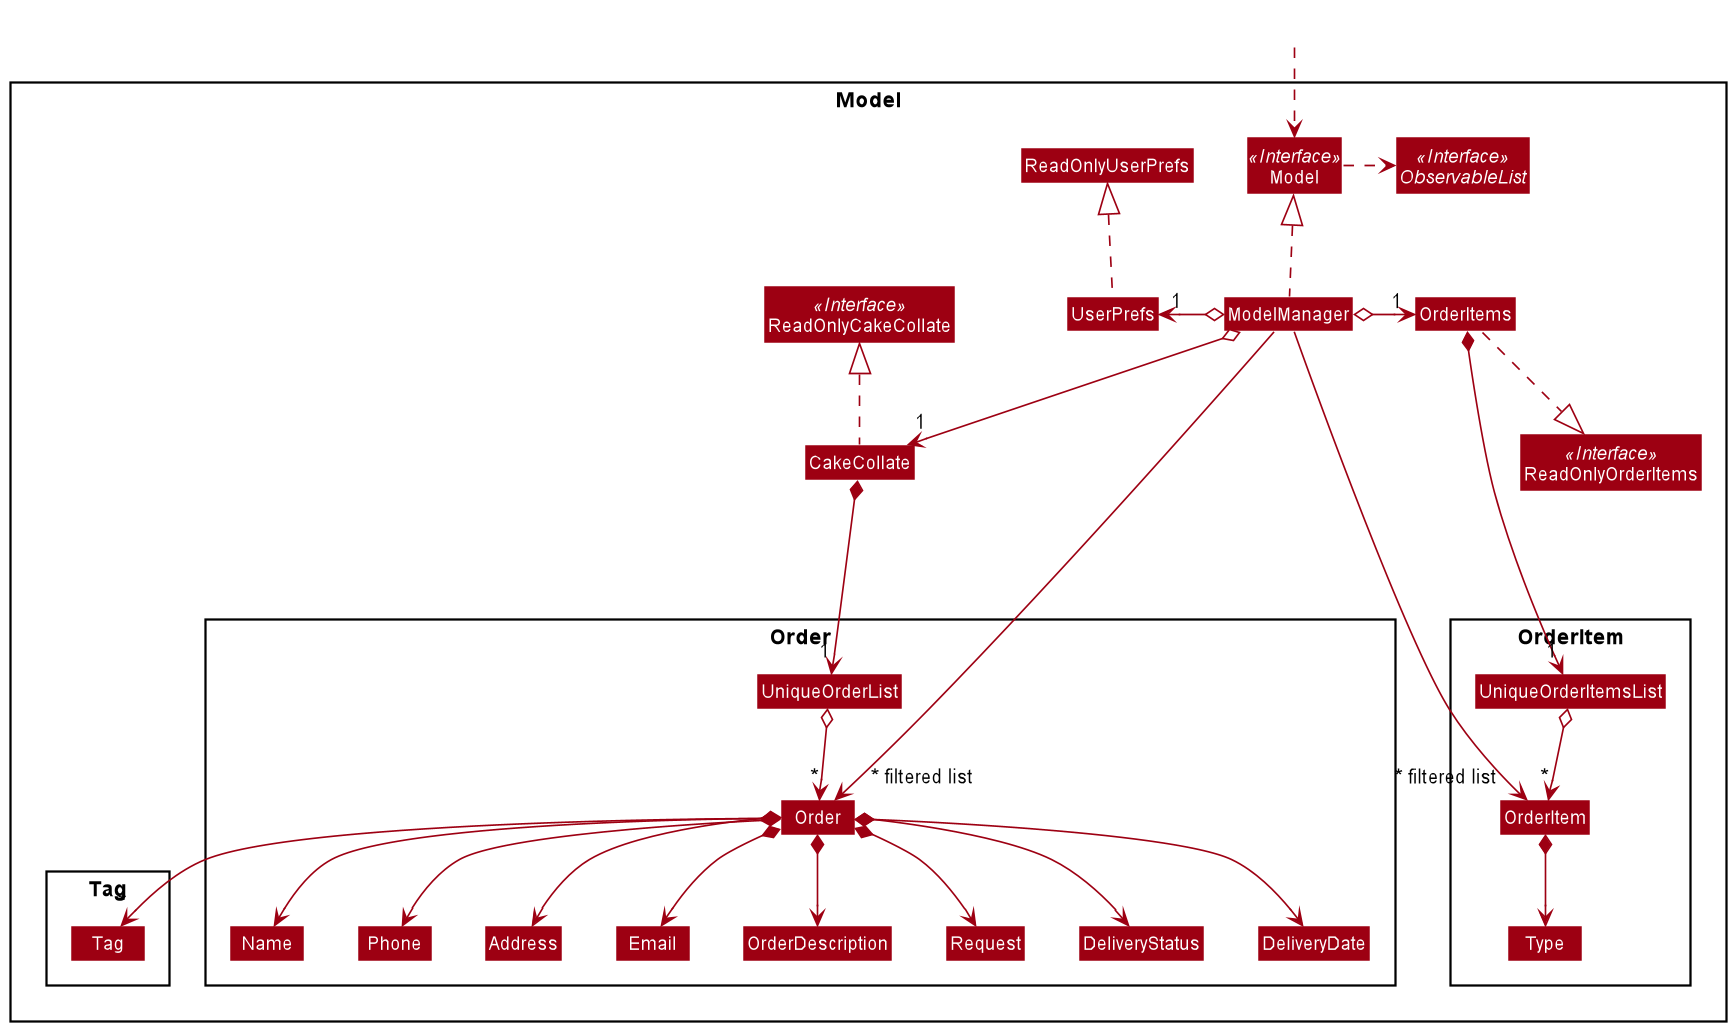 Model
ReadOnlyUserPrefs
«Interface»
Model
«Interface»
ObservableList
«Interface»
ReadOnlyCakeCollate
UserPrefs
1
ModelManager
1
OrderItems
1
CakeCollate
«Interface»
ReadOnlyOrderItems
Order
1
UniqueOrderList
OrderItem
1
UniqueOrderItemsList
*
* filtered list
* filtered list
*
Order
OrderItem
Tag
Tag
Name
Phone
Address
Email
OrderDescription
Request
DeliveryStatus
DeliveryDate
Type